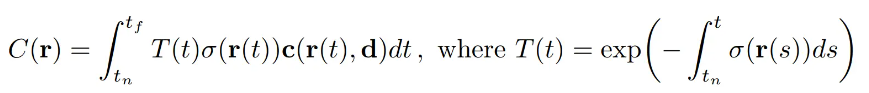 C(𝐫) = ∫_{t_n}^{t_f} T(t)σ(𝐫(t))𝐜(𝐫(t), 𝐝)dt , where T(t) = exp(− ∫_{t_n}^{t} σ(𝐫(s))ds)